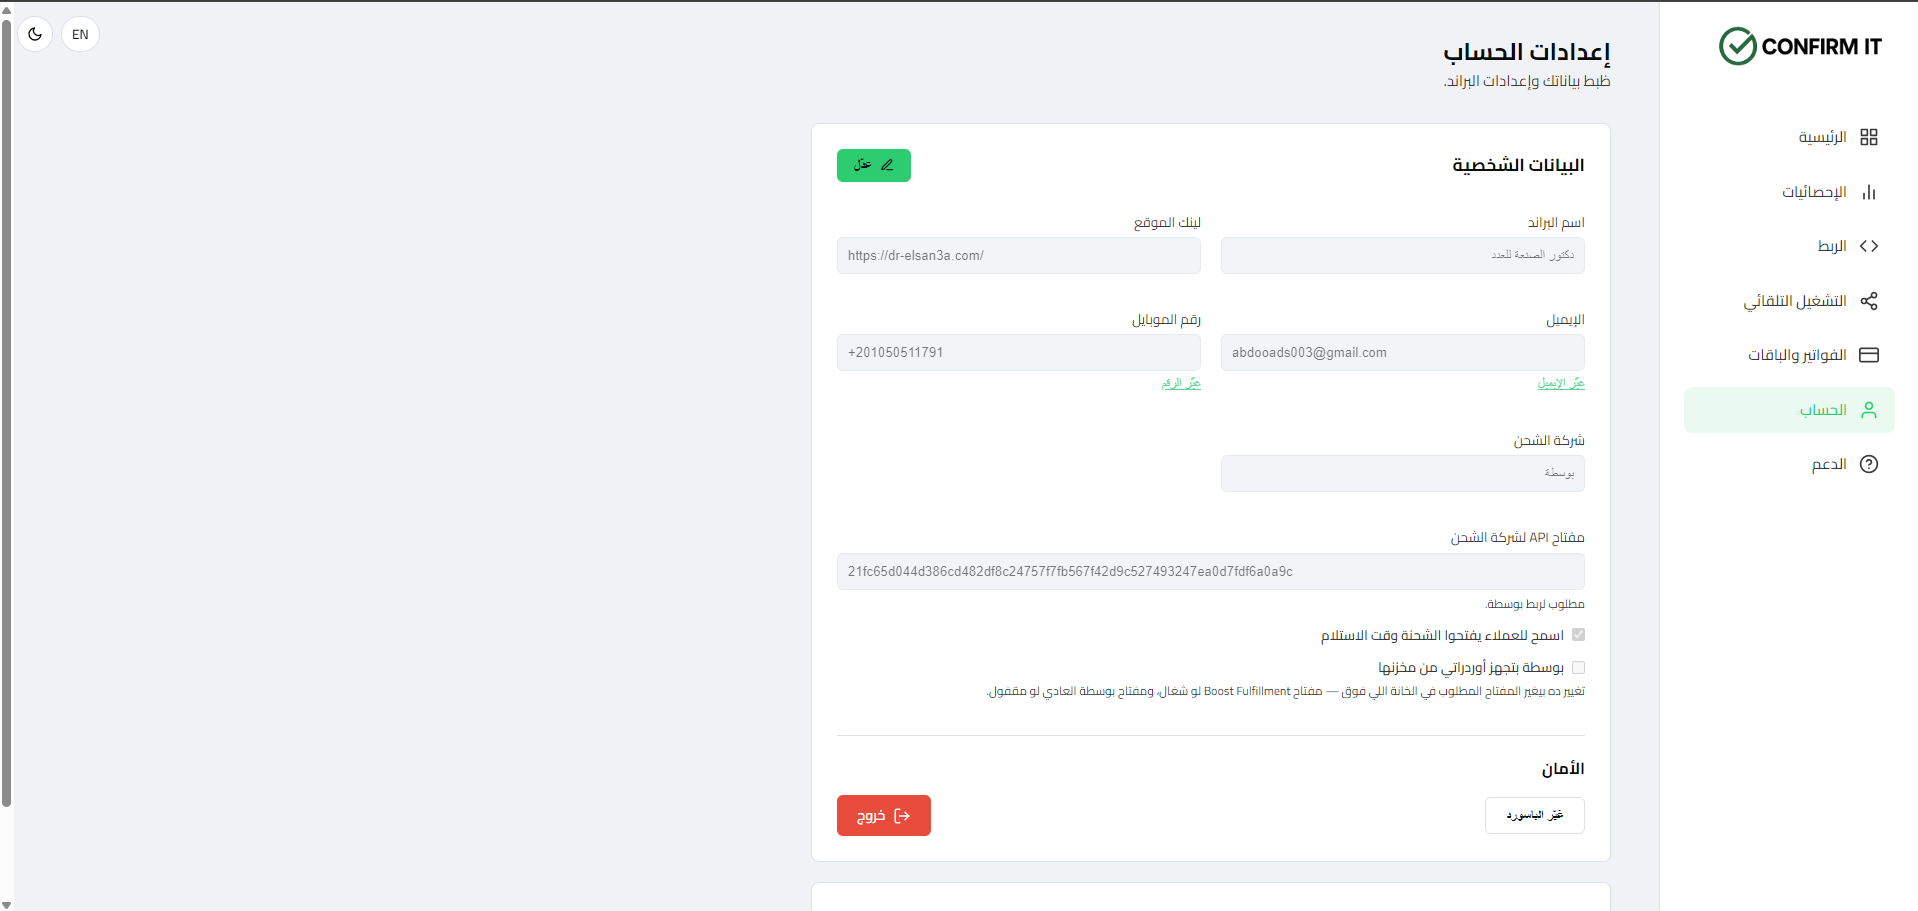 CONFIRM IT
الرئيسية
الإحصائيات
الربط
التشغيل التلقائي
الفواتير والباقات
الحساب
الدعم
EN
إعدادات الحساب
ظبط بياناتك وإعدادات البراند.
البيانات الشخصية
عدّل
اسم البراند
لينك الموقع
دكتور الصنعة للعدد
https://dr-elsan3a.com/
الإيميل
رقم الموبايل
abdooads003@gmail.com
+201050511791
غيّر الإيميل
غيّر الرقم
شركة الشحن
بوسطة
مفتاح API لشركة الشحن
21fc65d044d386cd482df8c24757f7fb567f42d9c527493247ea0d7fdf6a0a9c
مطلوب لربط بوسطة.
اسمح للعملاء يفتحوا الشحنة وقت الاستلام
بوسطة بتجهز أوردراتي من مخزنها
تغيير ده بيغير المفتاح المطلوب في الخانة اللي فوق — مفتاح Boost Fulfillment لو شغال، ومفتاح بوسطة العادي لو مقفول.
الأمان
غيّر الباسورد
خروج